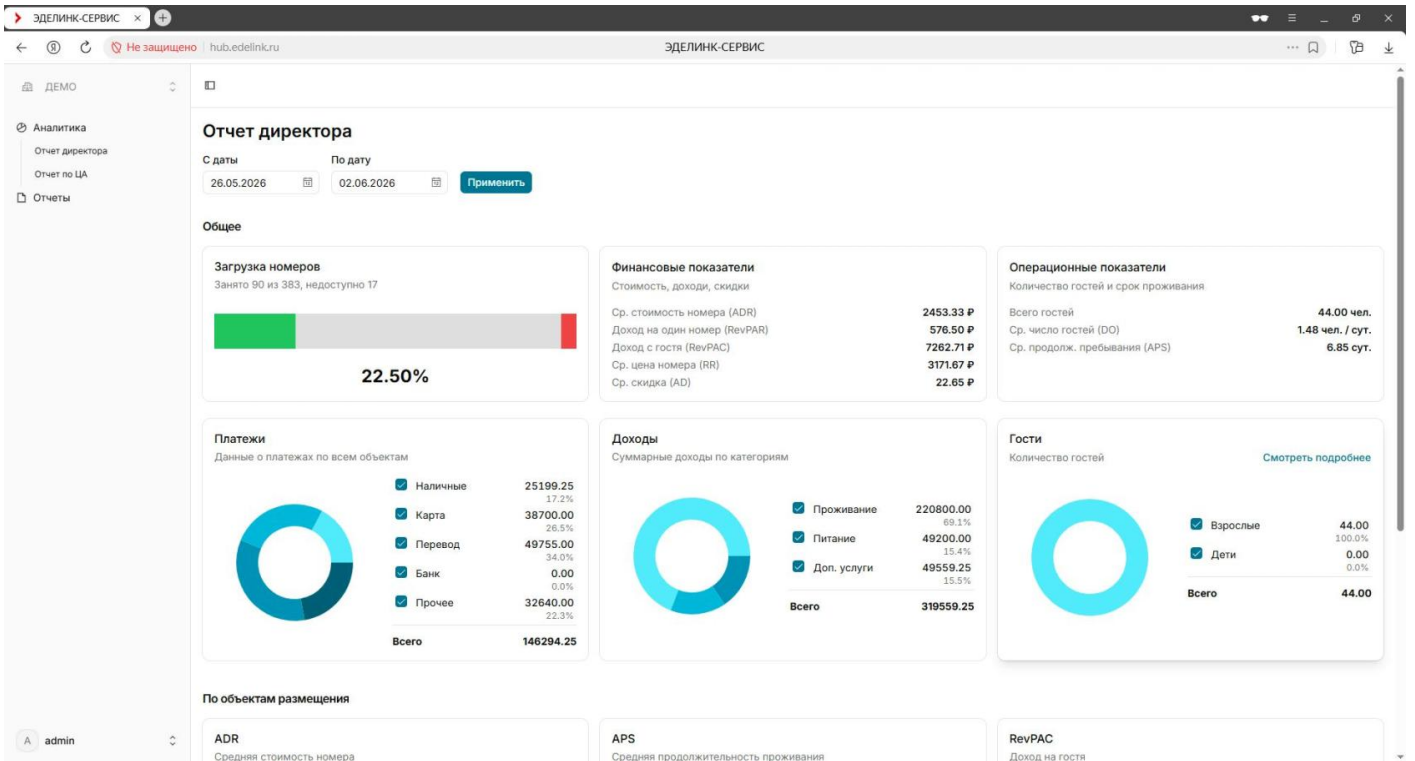 ЭДЕЛИНК-СЕРВИС
Не защищено hub.edelink.ru ЭДЕЛИНК-СЕРВИС
ДЕМО
Аналитика
Отчет директора
Отчет по ЦА
Отчеты
Отчет директора
С даты По дату
26.05.2026 02.06.2026 Применить
Общее
Загрузка номеров
Занято 90 из 383, недоступно 17
22.50%
Финансовые показатели
Стоимость, доходи, скидки
Ср. стоимость номера (ADR) 2453.33 ₽
Доход на один номер (RevPAR) 576.50 ₽
Доход с гостя (RevPAC) 7262.71 ₽
Ср. цена номера (RR) 3171.67 ₽
Ср. скидка (AD) 22.65 ₽
Операционные показатели
Количество гостей и срок проживания
Всего гостей 44.00 чел.
Ср. число гостей (DO) 1.48 чел. / сут.
Ср. продолж. пребывания (APS) 6.85 сут.
Платежи
Данные о платежах по всем объектам
Наличные 25199.25
17.2%
Карта 38700.00
26.5%
Перевод 49755.00
34.0%
Банк 0.00
0.0%
Прочее 32640.00
22.3%
Всего 146294.25
Доходы
Суммарные доходы по категориям
Проживание 220800.00
69.1%
Питание 49200.00
15.4%
Доп. услуги 49559.25
15.5%
Всего 319559.25
Гости
Количество гостей Смотреть подробнее
Взрослые 44.00
100.0%
Дети 0.00
0.0%
Всего 44.00
По объектам размещения
ADR
Средняя стоимость номера
APS
Средняя продолжительность проживания
RevPAC
Доход на гостя
A admin